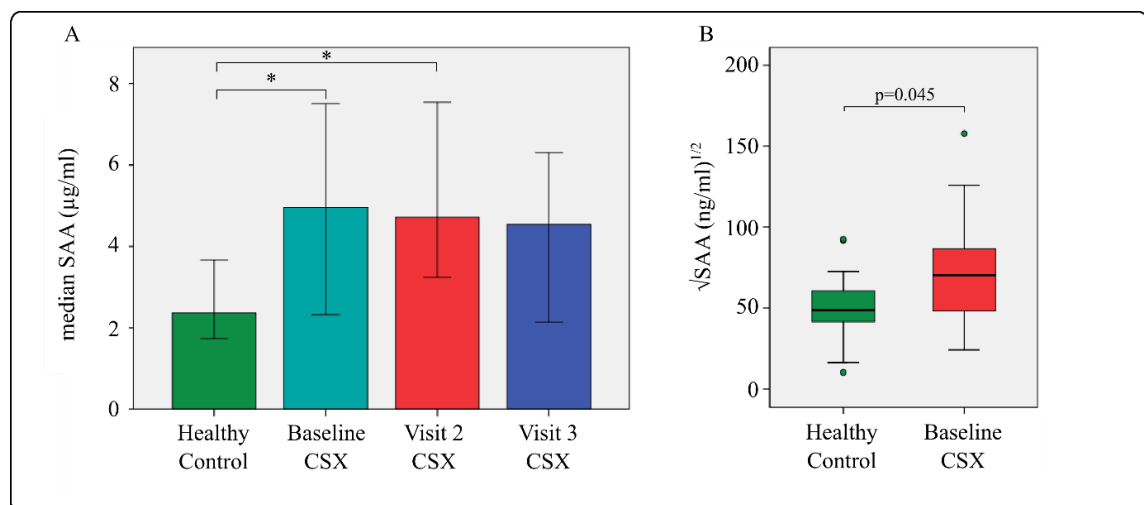 A
median SAA (μg/ml)
8
6
4
2
0
*
*
Healthy
Control
Baseline
CSX
Visit 2
CSX
Visit 3
CSX
B
√SAA (ng/ml)^1/2
200
150
100
50
0
p=0.045
Healthy
Control
Baseline
CSX